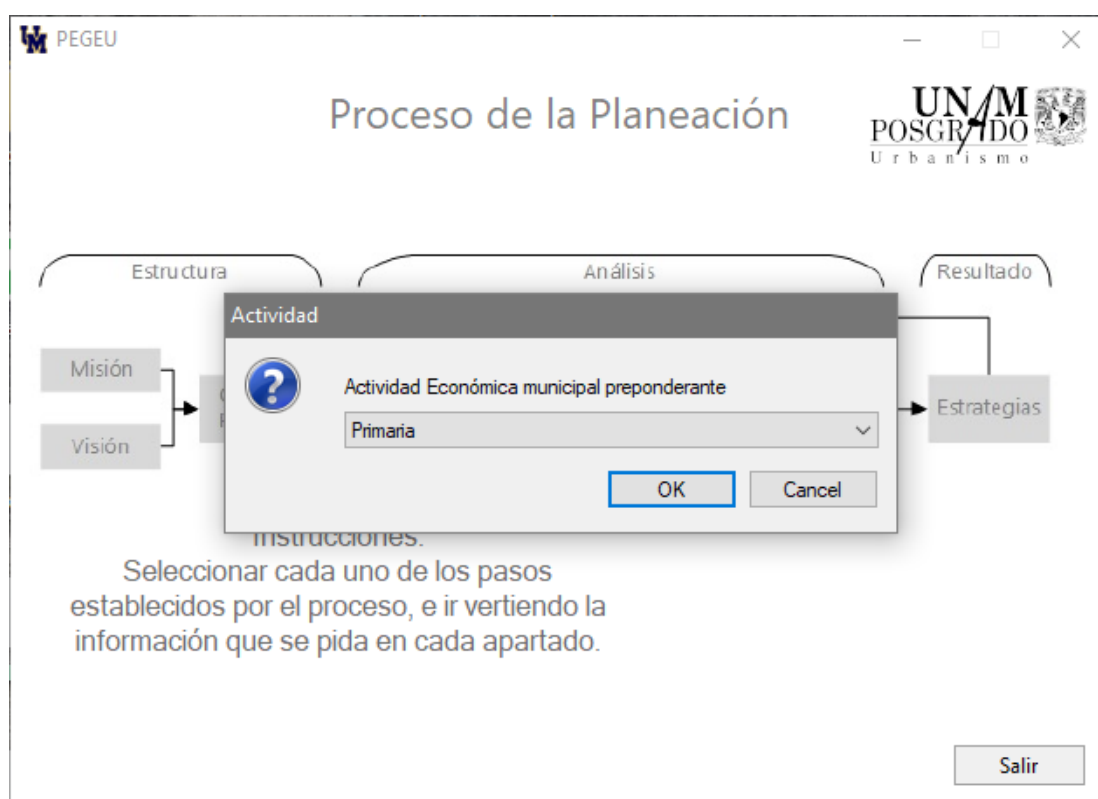 PEGEU
Proceso de la Planeación
UNAM
POSGRADO
Urbanismo
Estructura
Análisis
Resultado
Actividad
Misión
Visión
Actividad Económica municipal preponderante
Primaria
OK
Cancel
Estrategias
Instrucciones.
Seleccionar cada uno de los pasos
establecidos por el proceso, e ir vertiendo la
información que se pida en cada apartado.
Salir